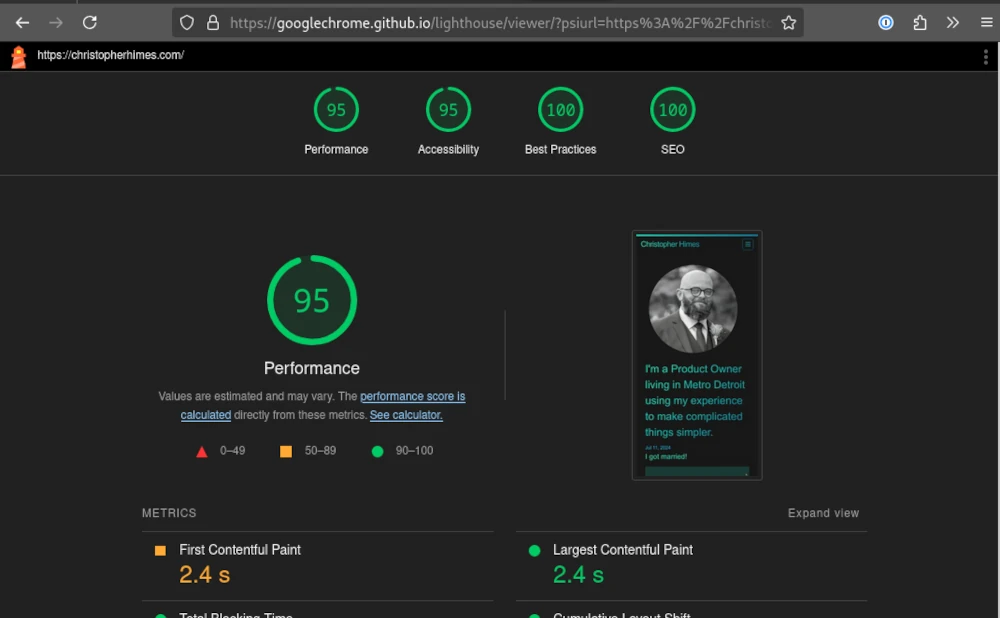 https://googlechrome.github.io/lighthouse/viewer/?psiurl=https%3A%2F%2Fchristo
https://christopherhimes.com/
95
95
100
100
Performance
Accessibility
Best Practices
SEO
95
Performance
Values are estimated and may vary. The performance score is
calculated directly from these metrics. See calculator.
0–49
50–89
90–100
Christopher Himes
I'm a Product Owner
living in Metro Detroit
using my experience
to make complicated
things simpler.
Jul 11, 2024
I got married!
METRICS
Expand view
First Contentful Paint
2.4 s
Largest Contentful Paint
2.4 s
Total Blocking Time
Cumulative Layout Shift